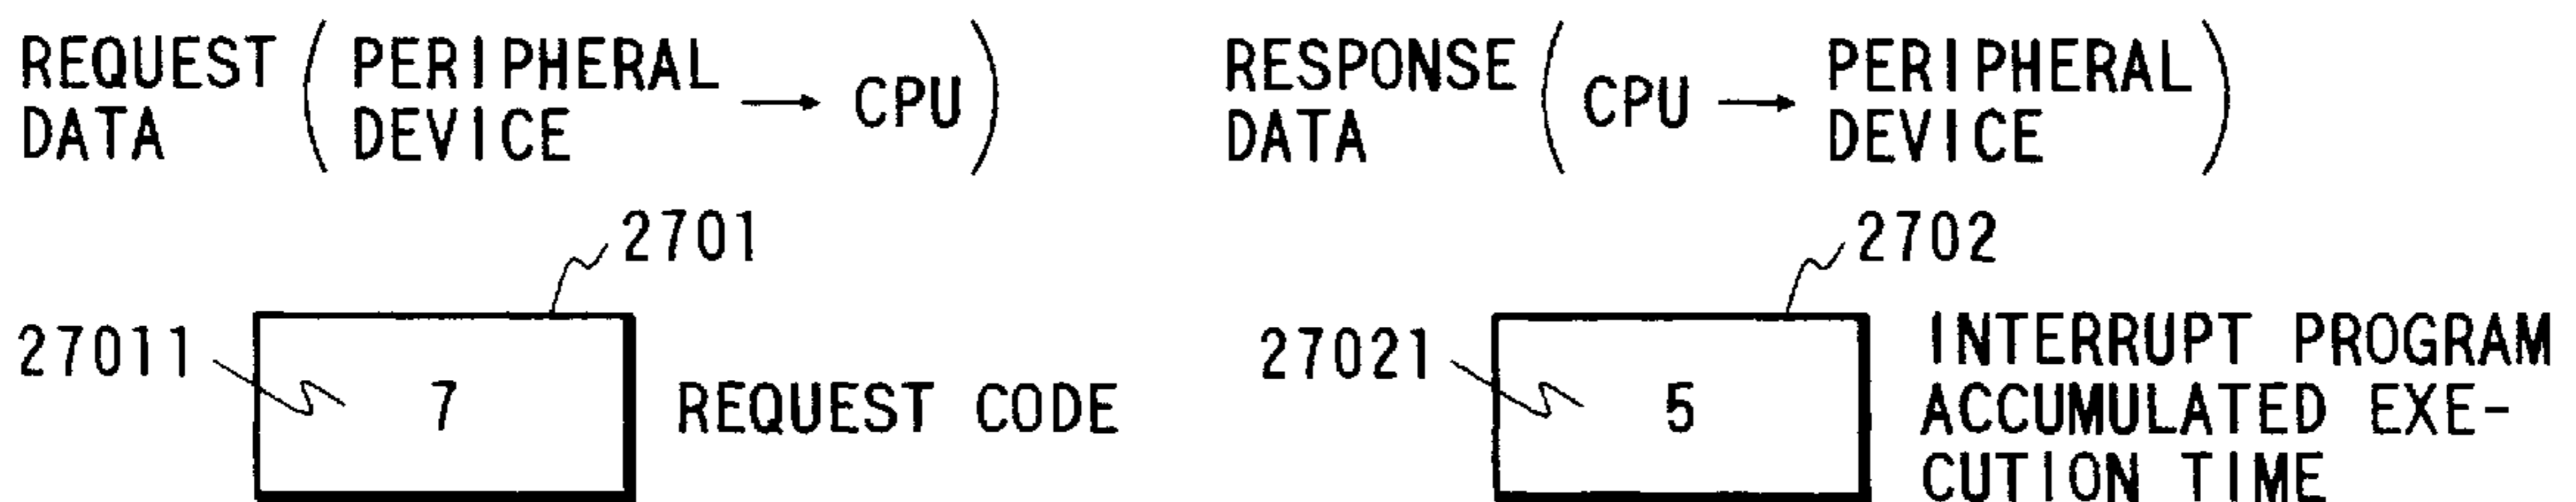 REQUEST DATA ( PERIPHERAL DEVICE → CPU )
2701
27011
7
REQUEST CODE
RESPONSE DATA ( CPU → PERIPHERAL DEVICE )
2702
27021
5
INTERRUPT PROGRAM
ACCUMULATED EXE-
CUTION TIME